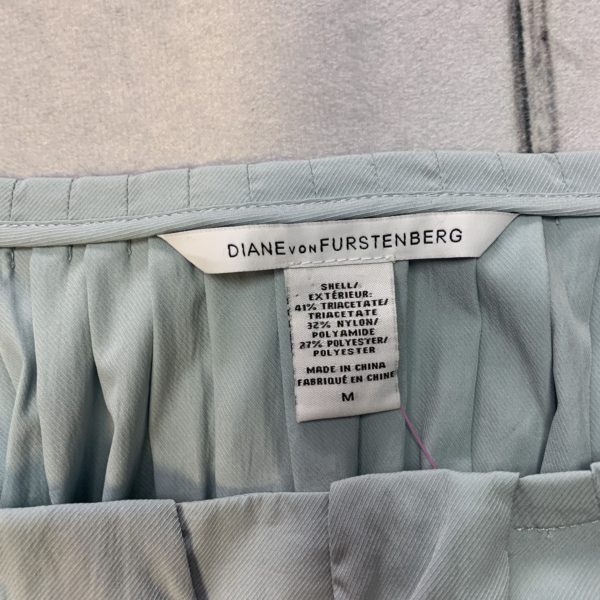 DIANE VON FURSTENBERG
SHELL/
EXTÉRIEUR:
41% TRIACETATE/
TRIACETATE
32% NYLON/
POLYAMIDE
27% POLYESTER/
POLYESTER
MADE IN CHINA
FABRIQUÉ EN CHINE
M